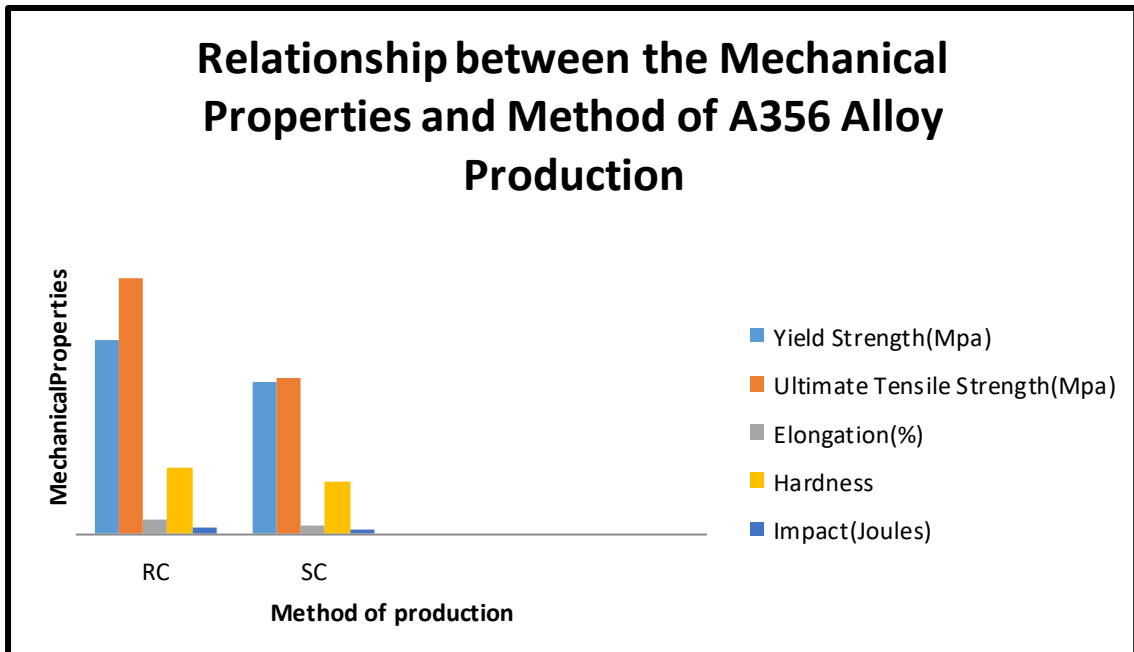 Relationship between the Mechanical
Properties and Method of A356 Alloy
Production
MechanicalProperties
Yield Strength(Mpa)
Ultimate Tensile Strength(Mpa)
Elongation(%)
Hardness
Impact(Joules)
RC
SC
Method of production